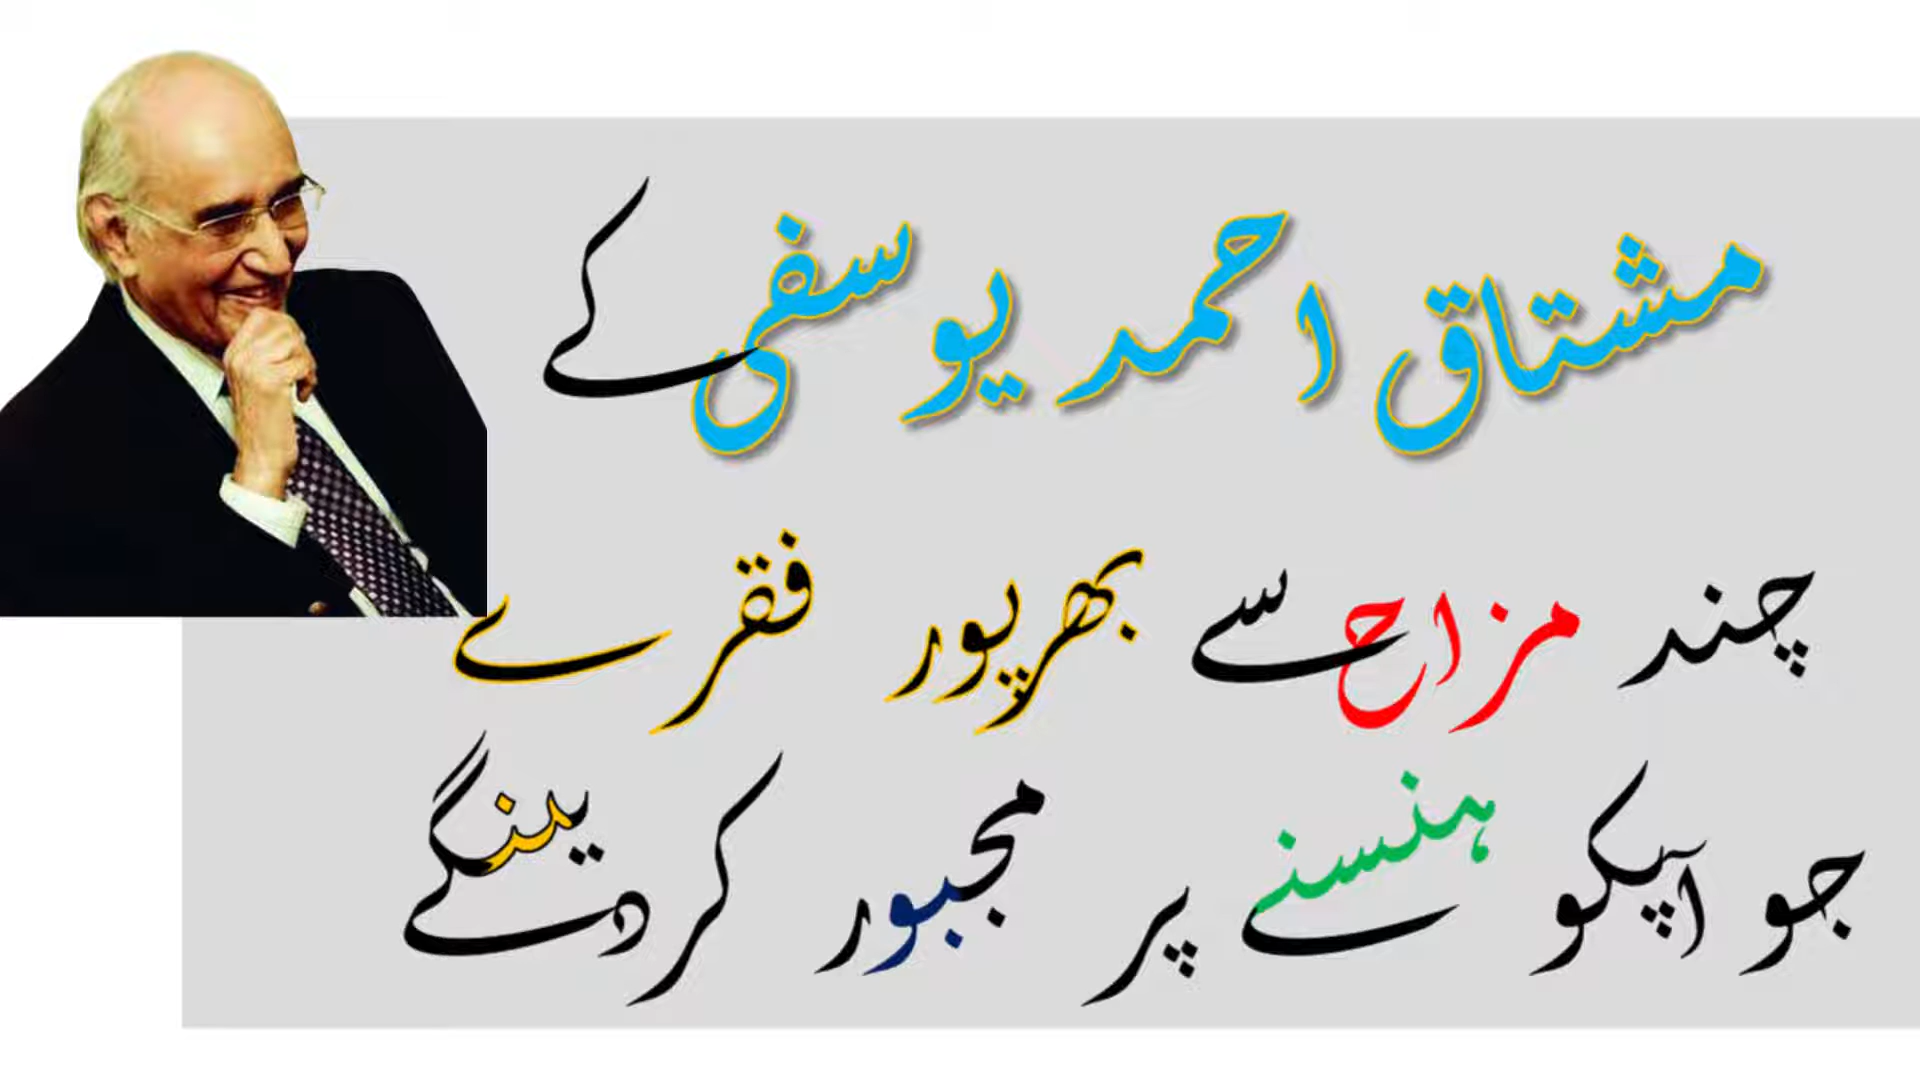 مشتاق احمد یوسفی کے
چند مزاح سے بھرپور فقرے
جو آپکو ہنسنے پر مجبور کردینگے